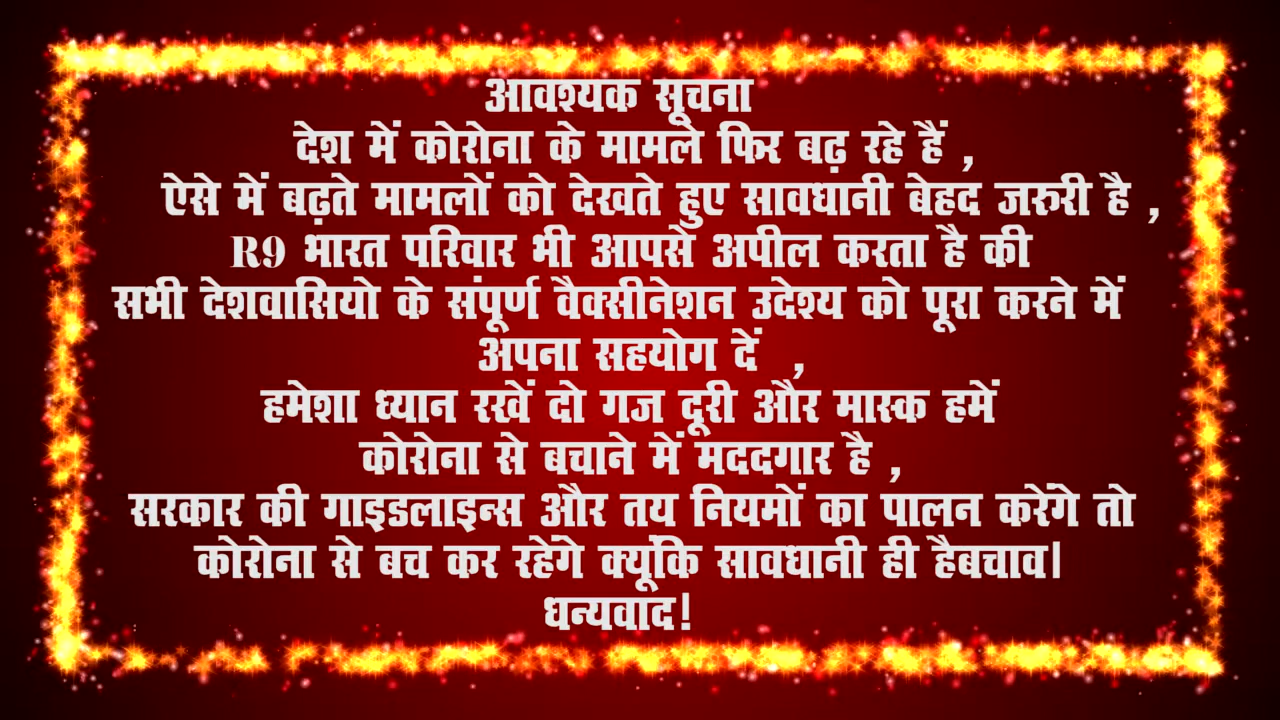 आवश्यक सूचना
देश में कोरोना के मामले फिर बढ़ रहे हैं ,
ऐसे में बढ़ते मामलों को देखते हुए सावधानी बेहद जरुरी है ,
R9 भारत परिवार भी आपसे अपील करता है की
सभी देशवासियो के संपूर्ण वैक्सीनेशन उदेश्य को पूरा करने में
अपना सहयोग दें ,
हमेशा ध्यान रखें दो गज दूरी और मास्क हमें
कोरोना से बचाने में मददगार है ,
सरकार की गाइडलाइन्स और तय नियमों का पालन करेंगे तो
कोरोना से बच कर रहेंगे क्यूंकि सावधानी ही हैबचाव|
धन्यवाद!